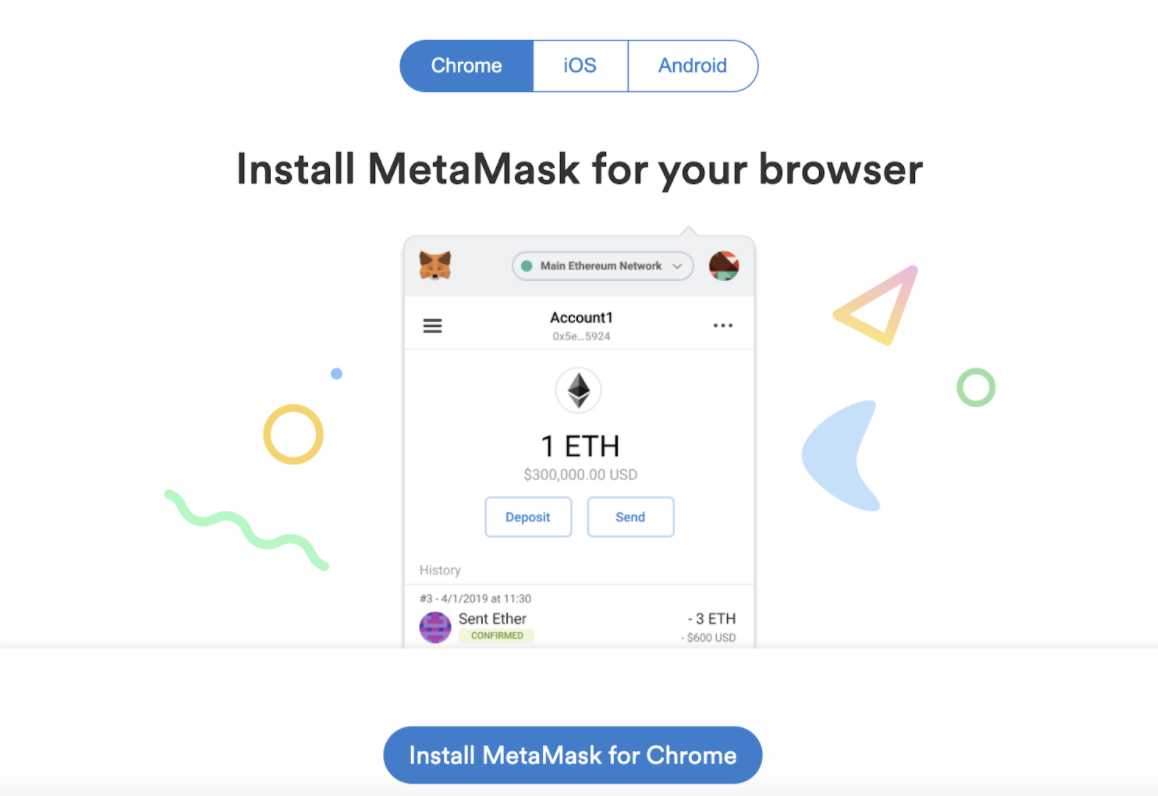 Chrome iOS Android
Install MetaMask for your browser
Main Ethereum Network
Account1
0x5e...5924
1 ETH
$300,000.00 USD
Deposit Send
History
#3 - 4/1/2019 at 11:30
Sent Ether - 3 ETH
CONFIRMED - $600 USD
Install MetaMask for Chrome